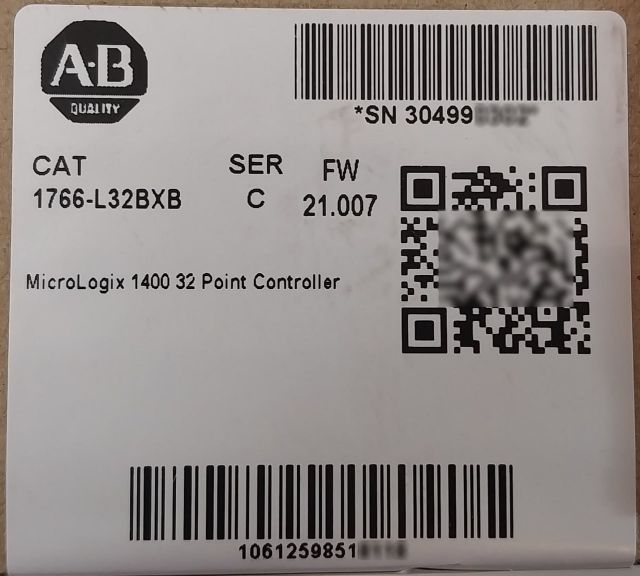 A·B
QUALITY
*SN 30499
CAT SER FW
1766-L32BXB C 21.007
MicroLogix 1400 32 Point Controller
1061259851